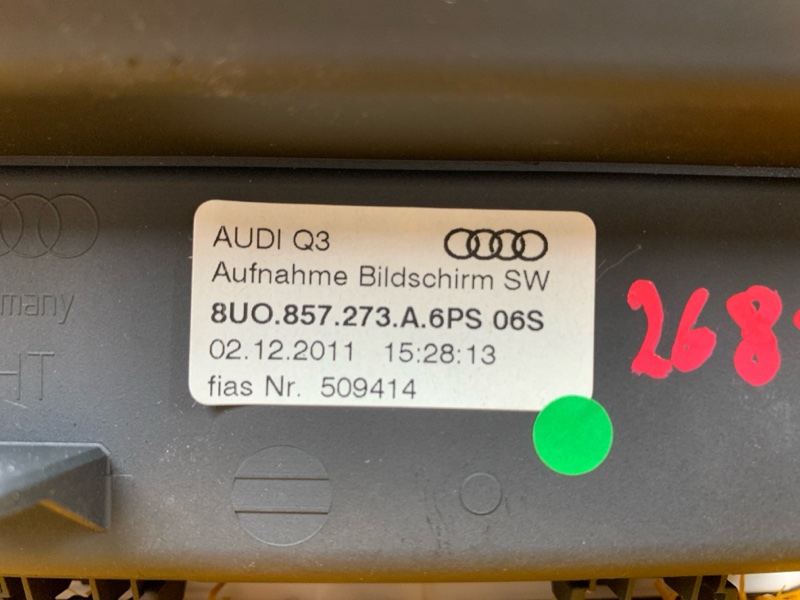 AUDI Q3
Aufnahme Bildschirm SW
8UO.857.273.A.6PS 06S
02.12.2011 15:28:13
fias Nr. 509414
268